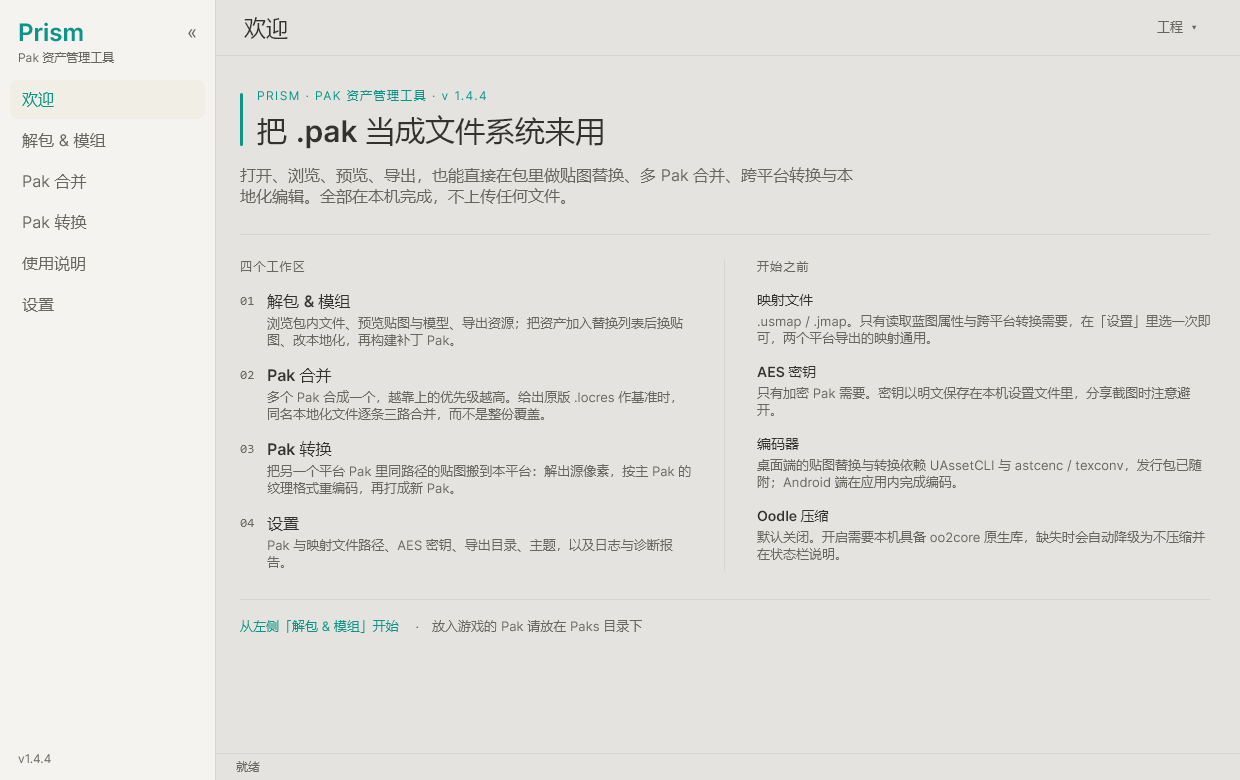 Prism
«
Pak 资产管理工具
欢迎
解包 & 模组
Pak 合并
Pak 转换
使用说明
设置
v1.4.4
欢迎
工程 ▾
PRISM · PAK 资产管理工具 · v 1.4.4
把 .pak 当成文件系统来用
打开、浏览、预览、导出，也能直接在包里做贴图替换、多 Pak 合并、跨平台转换与本
地化编辑。全部在本机完成，不上传任何文件。
四个工作区
01 解包 & 模组
浏览包内文件、预览贴图与模型、导出资源；把资产加入替换列表后换贴
图、改本地化，再构建补丁 Pak。
02 Pak 合并
多个 Pak 合成一个，越靠上的优先级越高。给出原版 .locres 作基准时，
同名本地化文件逐条三路合并，而不是整份覆盖。
03 Pak 转换
把另一个平台 Pak 里同路径的贴图搬到本平台：解出源像素，按主 Pak 的
纹理格式重编码，再打成新 Pak。
04 设置
Pak 与映射文件路径、AES 密钥、导出目录、主题，以及日志与诊断报
告。
开始之前
映射文件
.usmap / .jmap。只有读取蓝图属性与跨平台转换需要，在「设置」里选一次即
可，两个平台导出的映射通用。
AES 密钥
只有加密 Pak 需要。密钥以明文保存在本机设置文件里，分享截图时注意避
开。
编码器
桌面端的贴图替换与转换依赖 UAssetCLI 与 astcenc / texconv，发行包已随
附；Android 端在应用内完成编码。
Oodle 压缩
默认关闭。开启需要本机具备 oo2core 原生库，缺失时会自动降级为不压缩并
在状态栏说明。
从左侧「解包 & 模组」开始 · 放入游戏的 Pak 请放在 Paks 目录下
就绪